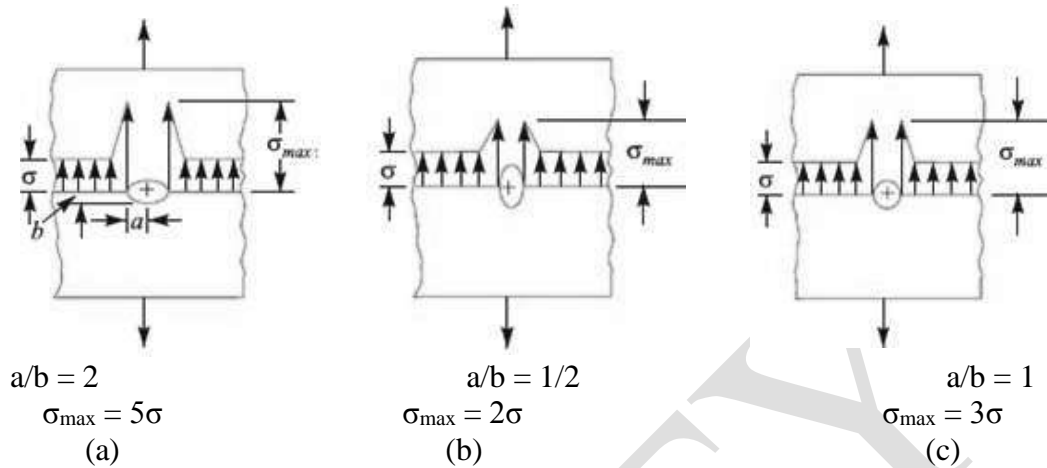 σ
σmax
b
a
σ
σmax
σ
σmax
a/b = 2
a/b = 1/2
a/b = 1
σmax = 5σ
σmax = 2σ
σmax = 3σ
(a)
(b)
(c)